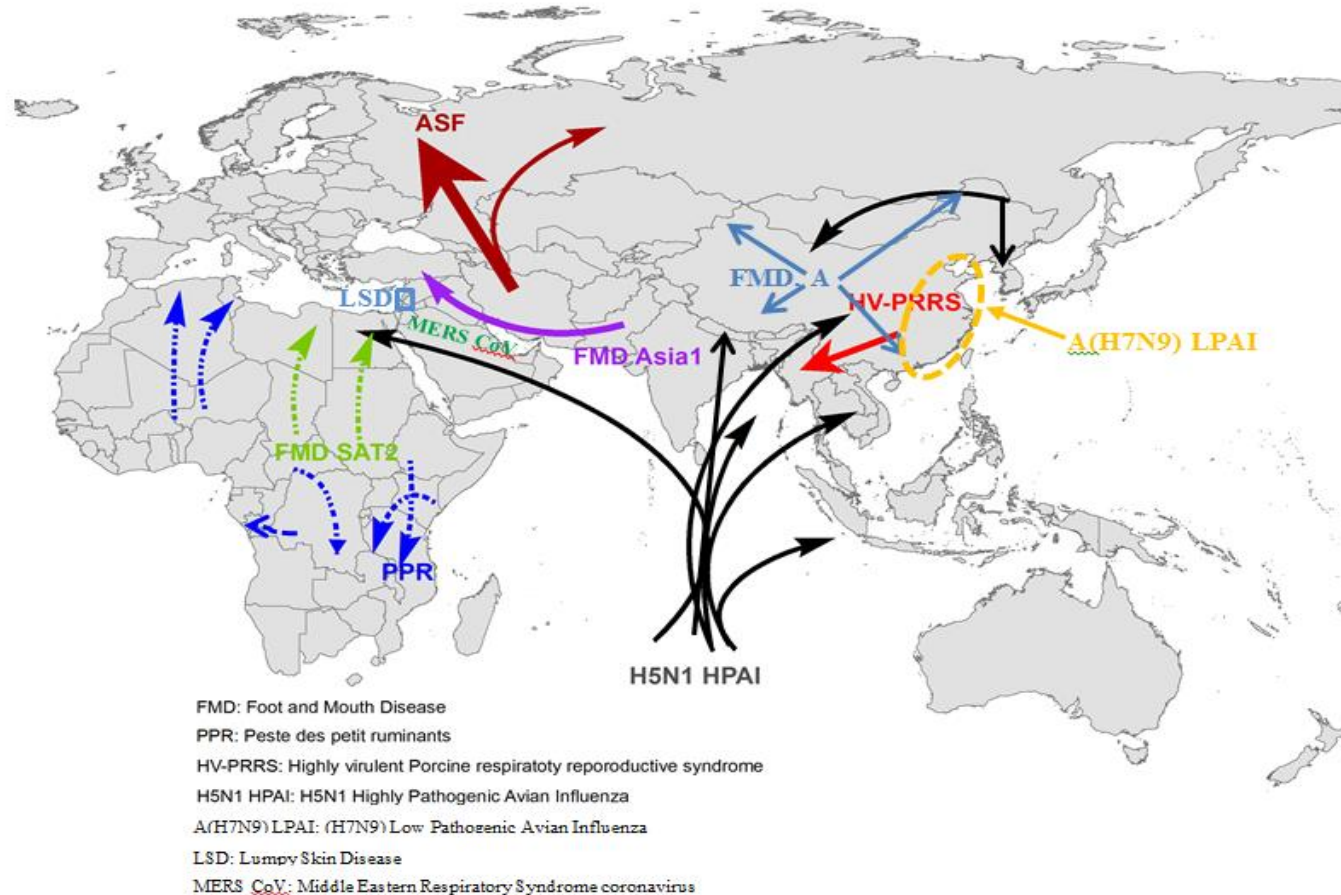 ASF
FMD, A
HV-PRRS
LSD
MERS CoV
FMD Asia1
A(H7N9) LPAI
FMD SAT2
PPR
H5N1 HPAI
FMD: Foot and Mouth Disease
PPR: Peste des petit ruminants
HV-PRRS: Highly virulent Porcine respiratoty reporoductive syndrome
H5N1 HPAI: H5N1 Highly Pathogenic Avian Influenza
A(H7N9) LPAI: (H7N9) Low Pathogenic Avian Influenza
LSD: Lumpy Skin Disease
MERS CoV: Middle Eastern Respiratory Syndrome coronavirus